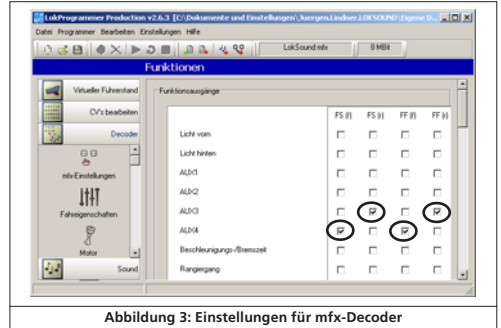 LokProgrammer Production v2.6.3 [C:\Dokumente und Einstellungen\Juergen.Lindner.LOKSOUND\Eigene D...
Datei Programmer Bearbeiten Einstellungen Hilfe
LokSound mfx 8 MBit
Funktionen
Virtueller Führerstand
CV's bearbeiten
Decoder
mfx-Einstellungen
Fahreigenschaften
Motor
Sound
Funktionsausgänge
FS (f) FS (r) FF (f) FF (r)
Licht vorn
Licht hinten
AUX1
AUX2
AUX3
AUX4
Beschleunigungs-/Bremszeit
Rangiergang
Abbildung 3: Einstellungen für mfx-Decoder